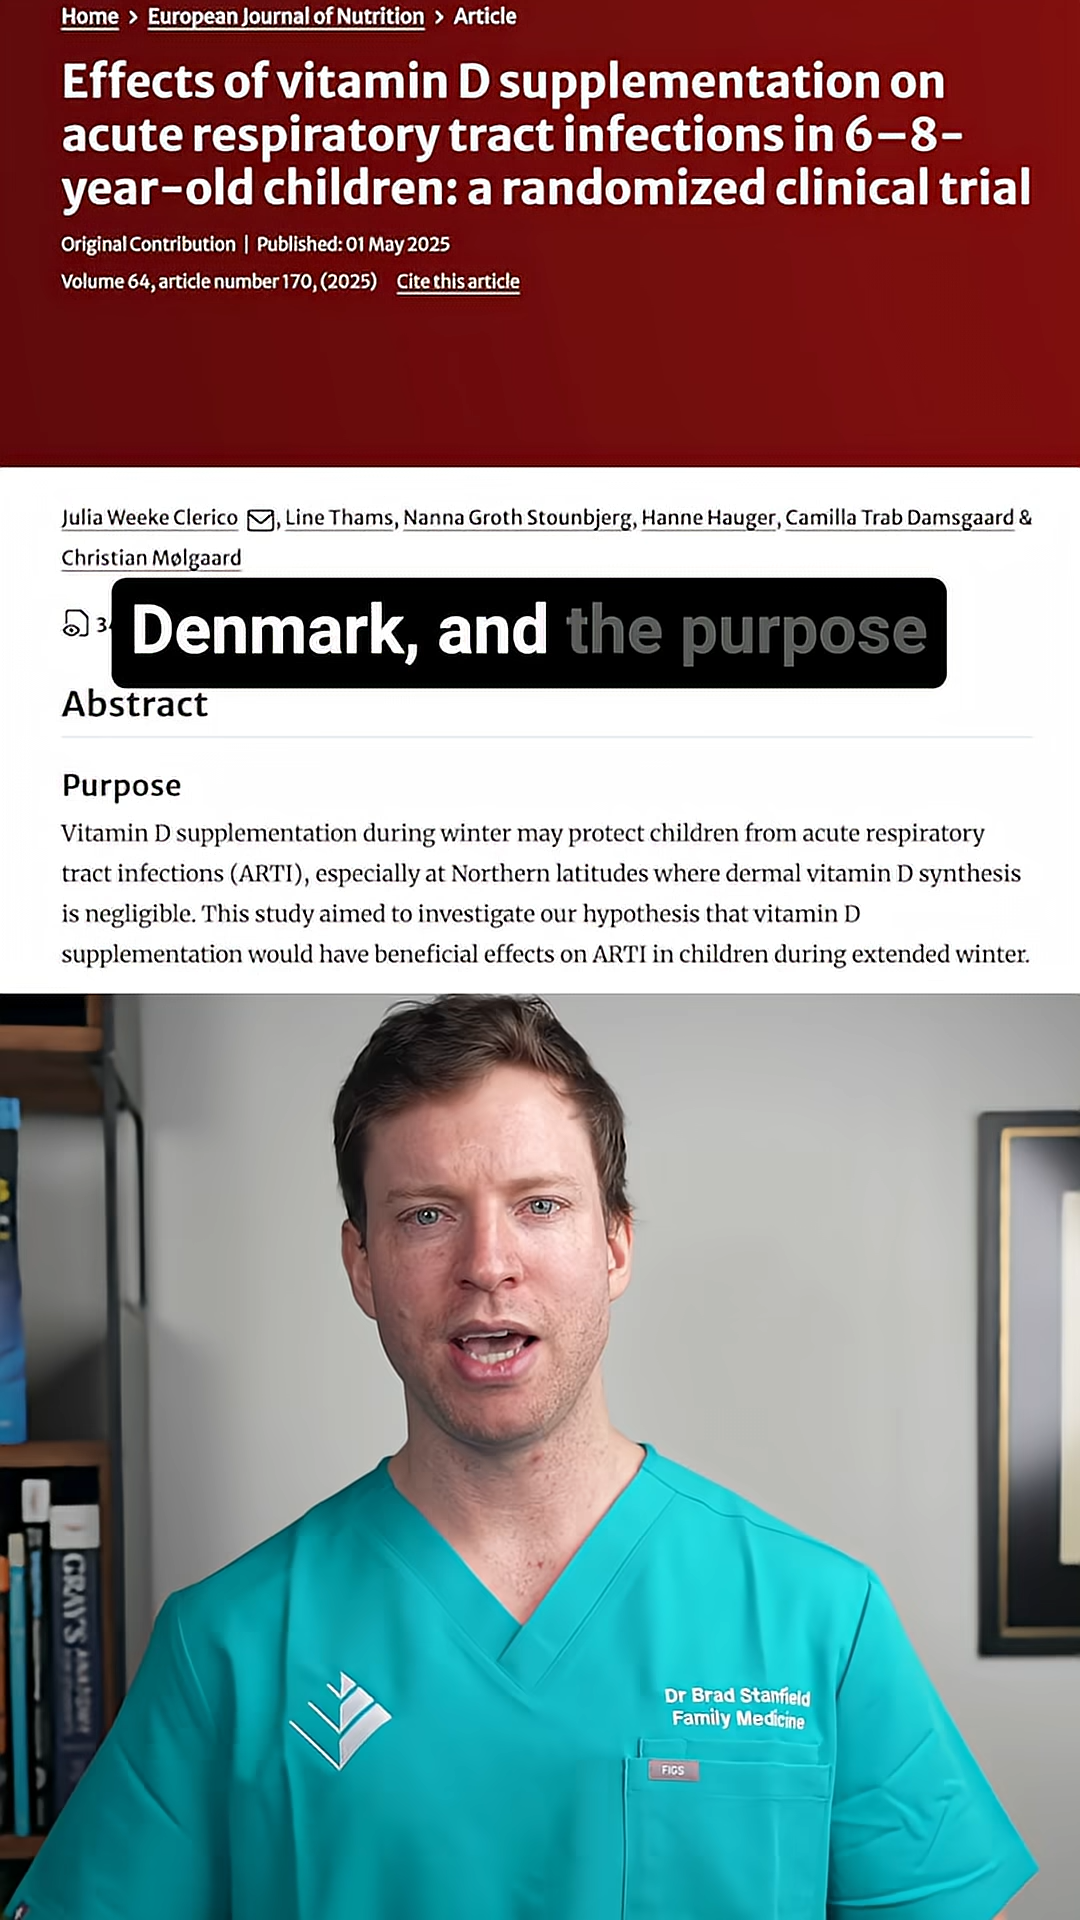 Home > European Journal of Nutrition > Article
Effects of vitamin D supplementation on
acute respiratory tract infections in 6–8-
year-old children: a randomized clinical trial
Original Contribution | Published: 01 May 2025
Volume 64, article number 170, (2025) Cite this article
Julia Weeke Clerico, Line Thams, Nanna Groth Stounbjerg, Hanne Hauger, Camilla Trab Damsgaard &
Christian Mølgaard
Denmark, and the purpose
Abstract
Purpose
Vitamin D supplementation during winter may protect children from acute respiratory
tract infections (ARTI), especially at Northern latitudes where dermal vitamin D synthesis
is negligible. This study aimed to investigate our hypothesis that vitamin D
supplementation would have beneficial effects on ARTI in children during extended winter.
GRAY'S
Dr Brad Stanfield
Family Medicine
FIGS